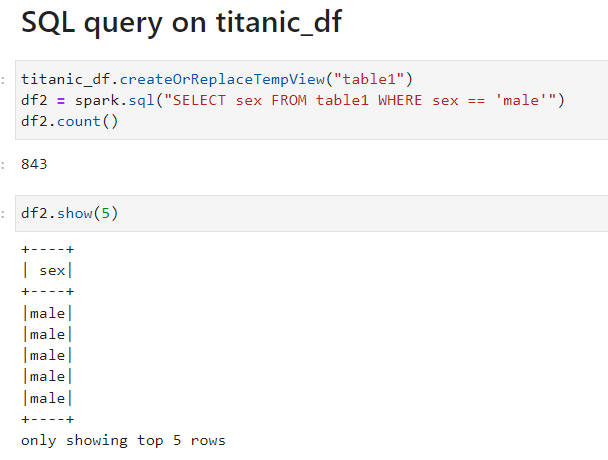 SQL query on titanic_df
titanic_df.createOrReplaceTempView("table1")
df2 = spark.sql("SELECT sex FROM table1 WHERE sex == 'male'")
df2.count()
843
df2.show(5)
+----+
| sex|
+----+
|male|
|male|
|male|
|male|
|male|
+----+
only showing top 5 rows